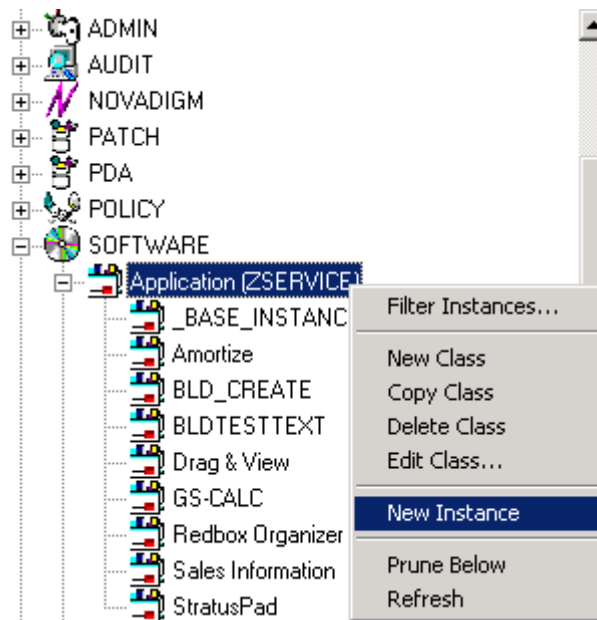 ADMIN
AUDIT
NOVADIGM
PATCH
PDA
POLICY
SOFTWARE
Application (ZSERVICE)
_BASE_INSTANC
Amortize
BLD_CREATE
BLDTESTTEXT
Drag & View
GS-CALC
Redbox Organizer
Sales Information
StratusPad
Filter Instances...
New Class
Copy Class
Delete Class
Edit Class...
New Instance
Prune Below
Refresh